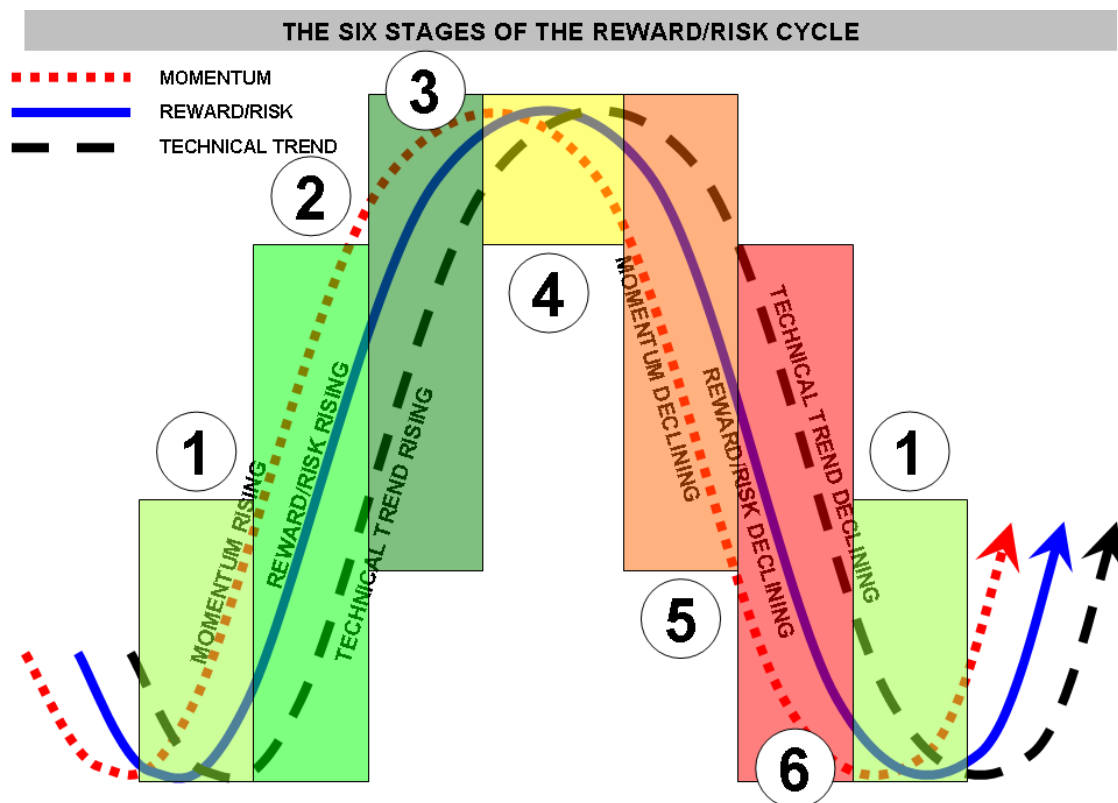 THE SIX STAGES OF THE REWARD/RISK CYCLE
MOMENTUM
REWARD/RISK
TECHNICAL TREND
3
2
4
1
1
5
6
MOMENTUM RISING
REWARD/RISK RISING
TECHNICAL TREND RISING
MOMENTUM DECLINING
REWARD/RISK DECLINING
TECHNICAL TREND DECLINING